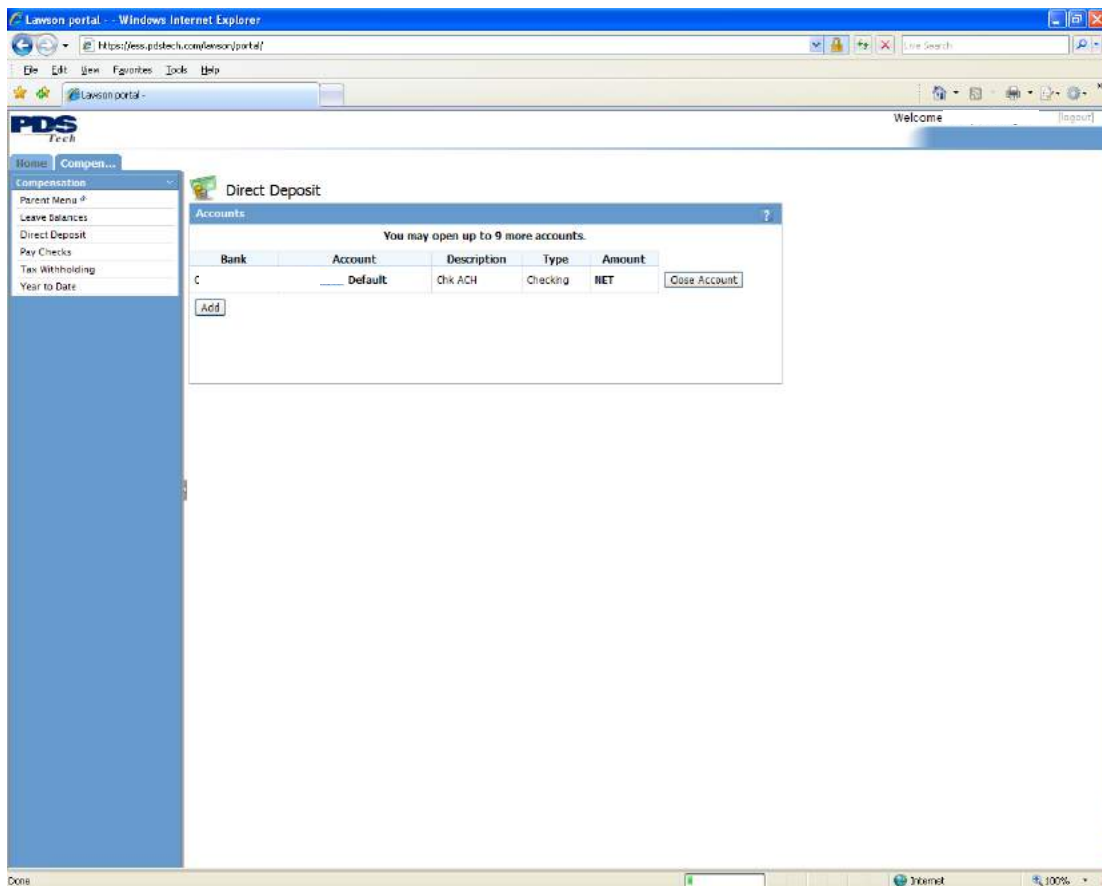 Lawson portal - - Windows Internet Explorer
https://ess.pdstech.com/lawson/portal/
Live Search
File Edit View Favorites Tools Help
Lawson portal -
PDS
Tech
Welcome [logout]
Home Compen...
Compensation
Parent Menu
Leave Balances
Direct Deposit
Pay Checks
Tax Withholding
Year to Date
Direct Deposit
Accounts ?
You may open up to 9 more accounts.
Bank Account Description Type Amount
C Default Chk ACH Checking NET Close Account
Add
Done Internet 100%